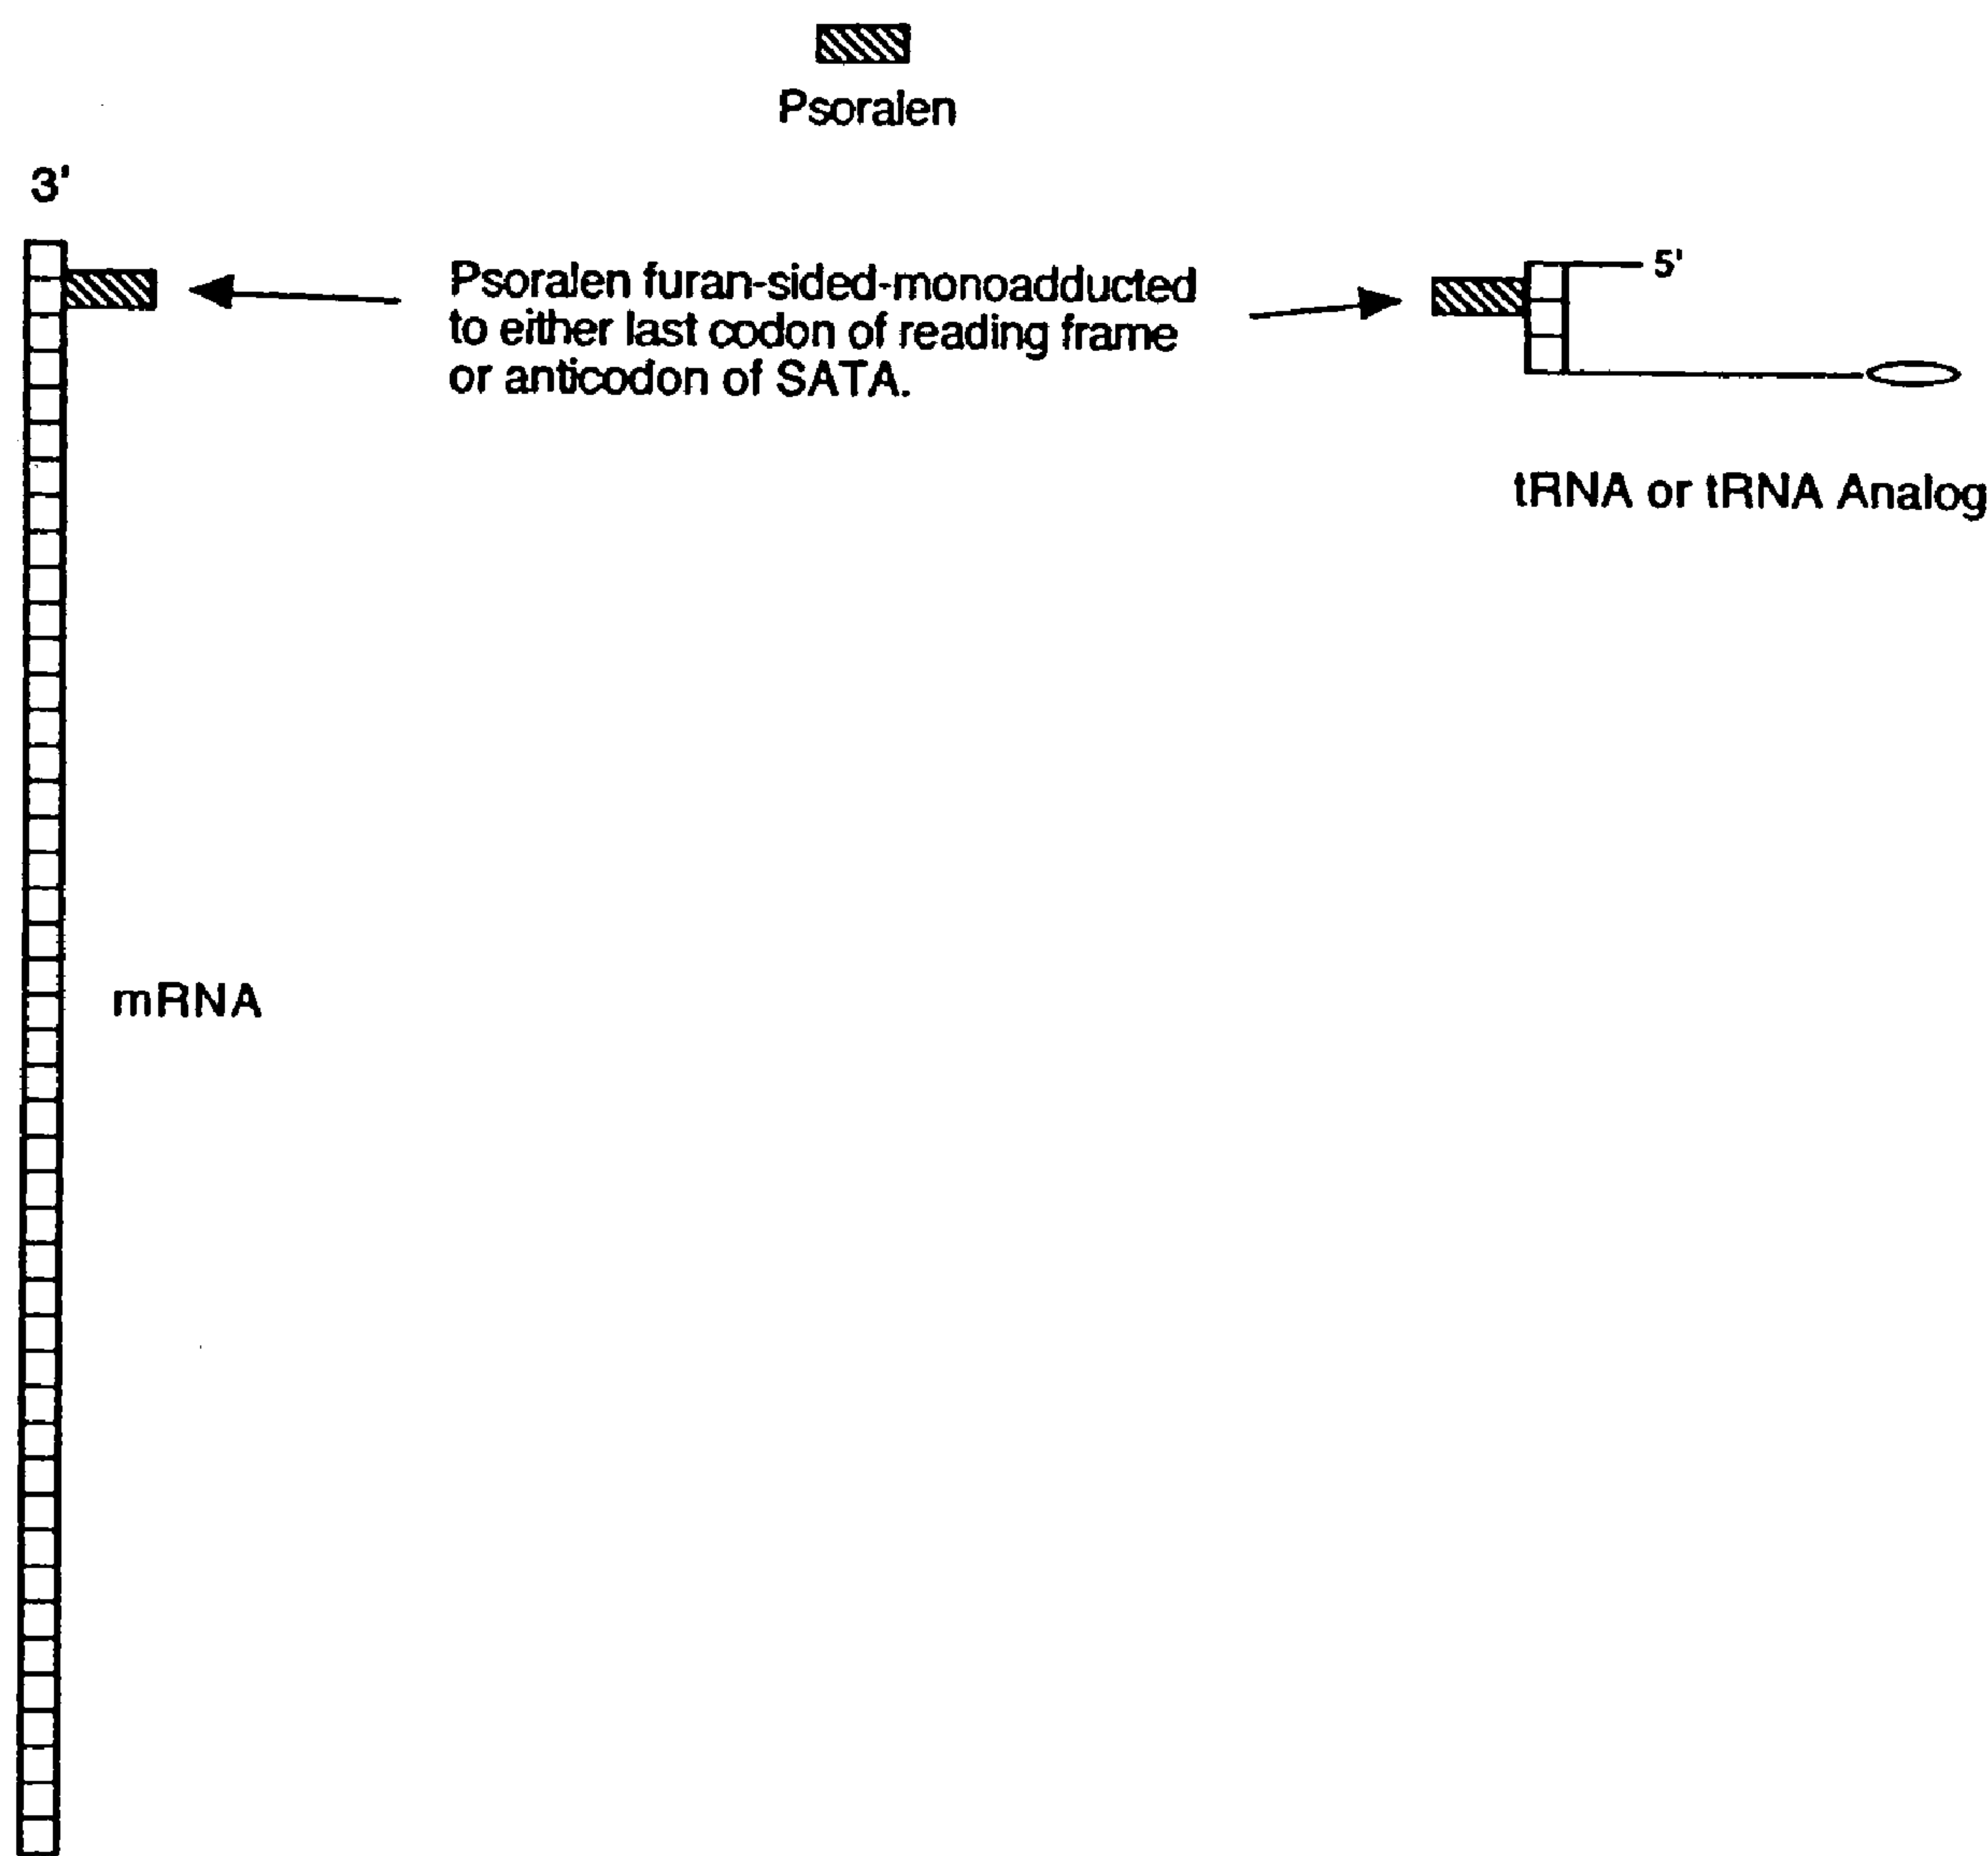 Psoralen
3'
Psoralen furan-sided-monoadducted
to either last codon of reading frame
or anticodon of SATA.
5'
tRNA or tRNA Analog
mRNA